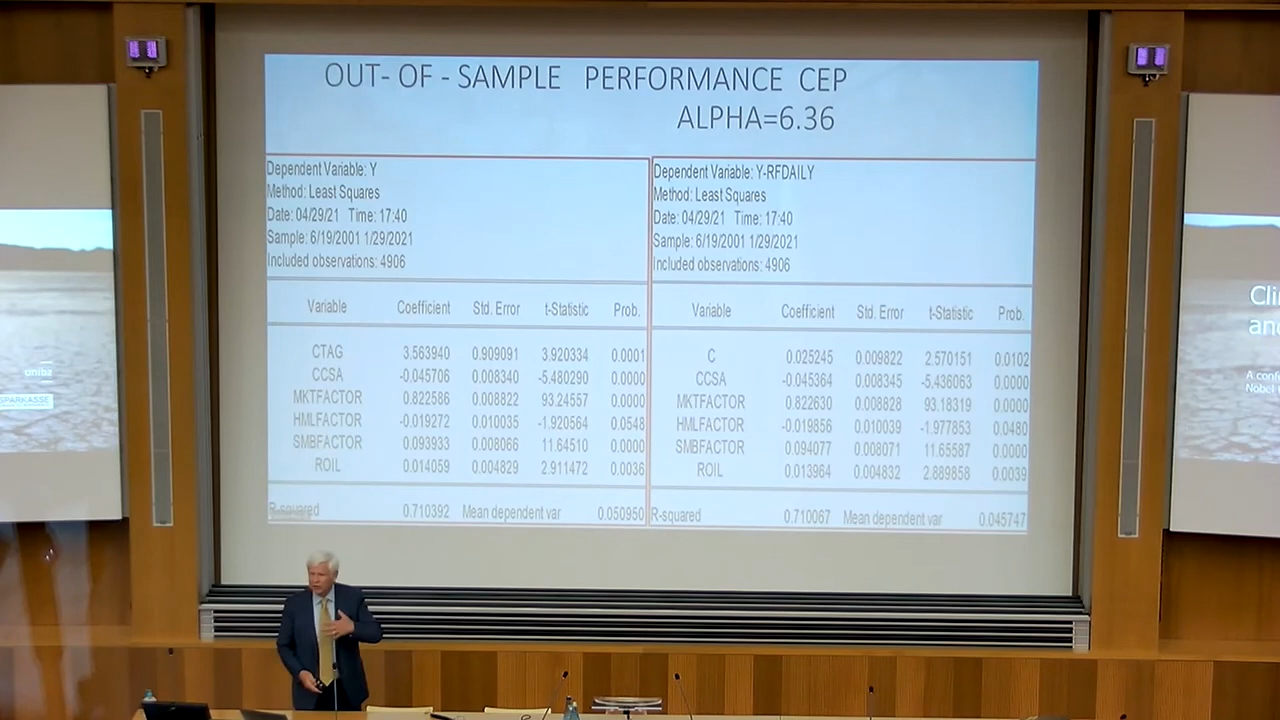 OUT- OF - SAMPLE PERFORMANCE CEP
ALPHA=6.36
Dependent Variable: Y
Method: Least Squares
Date: 04/29/21 Time: 17:40
Sample: 6/19/2001 1/29/2021
Included observations: 4906
Variable Coefficient Std. Error t-Statistic Prob.
CTAG 3.563940 0.909091 3.920334 0.0001
CCSA -0.045706 0.008340 -5.480290 0.0000
MKTFACTOR 0.822586 0.008822 93.24557 0.0000
HMLFACTOR -0.019272 0.010035 -1.920564 0.0548
SMBFACTOR 0.093933 0.008066 11.64510 0.0000
ROIL 0.014059 0.004829 2.911472 0.0036
R-squared 0.710392 Mean dependent var 0.050950
Dependent Variable: Y-RFDAILY
Method: Least Squares
Date: 04/29/21 Time: 17:40
Sample: 6/19/2001 1/29/2021
Included observations: 4906
Variable Coefficient Std. Error t-Statistic Prob.
C 0.025245 0.009822 2.570151 0.0102
CCSA -0.045364 0.008345 -5.436063 0.0000
MKTFACTOR 0.822630 0.008828 93.18319 0.0000
HMLFACTOR -0.019856 0.010039 -1.977853 0.0480
SMBFACTOR 0.094077 0.008071 11.65587 0.0000
ROIL 0.013964 0.004832 2.889858 0.0039
R-squared 0.710067 Mean dependent var 0.045747
unibz
SPARKASSE
Cli
an
A conf
Nobel